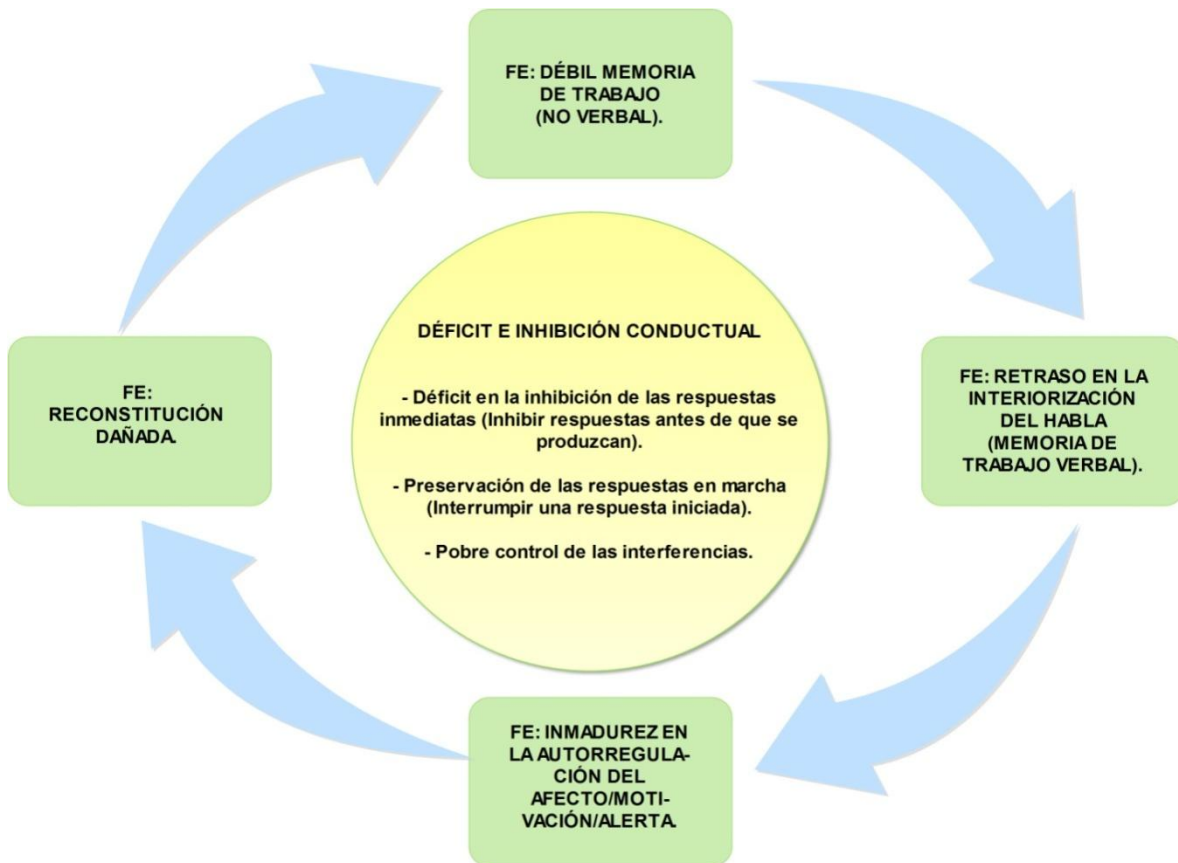 FE: DÉBIL MEMORIA
DE TRABAJO
(NO VERBAL).
DÉFICIT E INHIBICIÓN CONDUCTUAL
- Déficit en la inhibición de las respuestas
inmediatas (Inhibir respuestas antes de que se
produzcan).
- Preservación de las respuestas en marcha
(Interrumpir una respuesta iniciada).
- Pobre control de las interferencias.
FE:
RECONSTITUCIÓN
DAÑADA.
FE: RETRASO EN LA
INTERIORIZACIÓN
DEL HABLA
(MEMORIA DE
TRABAJO VERBAL).
FE: INMADUREZ EN
LA AUTORREGULA-
CIÓN DEL
AFECTO/MOTI-
VACIÓN/ALERTA.